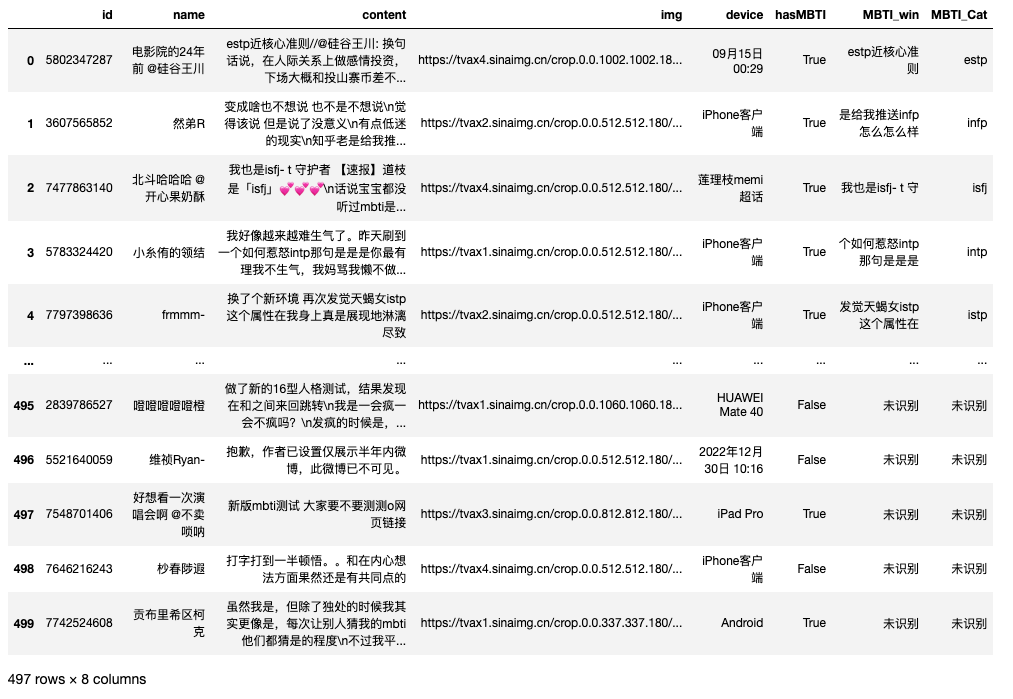 id name content img device hasMBTI MBTI_win MBTI_Cat
0 5802347287 电影院的24年前 @硅谷王川 estp近核心准则//@硅谷王川: 换句话说，在人际关系上做感情投资，下场大概和投山寨币差不... https://tvax4.sinaimg.cn/crop.0.0.1002.1002.18... 09月15日 00:29 True estp近核心准则 estp
1 3607565852 然弟R 变成啥也不想说 也不是不想说\n觉得该说 但是说了没意义\n有点低迷的现实\n知乎老是给我推... https://tvax2.sinaimg.cn/crop.0.0.512.512.180/... iPhone客户端 True 是给我推送infp怎么怎么样 infp
2 7477863140 北斗哈哈哈 @开心果奶酥 我也是isfj- t 守护者 【速报】道枝是「isfj」💕💕💕\n话说宝宝都没听过mbti是... https://tvax4.sinaimg.cn/crop.0.0.512.512.180/... 莲理枝memi超话 True 我也是isfj- t 守 isfj
3 5783324420 小糸侑的领结 我好像越来越难生气了。昨天刷到一个如何惹怒intp那句是是是你最有理我不生气，我妈骂我懒不做... https://tvax1.sinaimg.cn/crop.0.0.512.512.180/... iPhone客户端 True 个如何惹怒intp那句是是是 intp
4 7797398636 frmmm- 换了个新环境 再次发觉天蝎女istp这个属性在我身上真是展现地淋漓尽致 https://tvax2.sinaimg.cn/crop.0.0.512.512.180/... iPhone客户端 True 发觉天蝎女istp这个属性在 istp
... ... ... ... ... ... ... ... ...
495 2839786527 噔噔噔噔噔橙 做了新的16型人格测试，结果发现在和之间来回跳转\n我是一会疯一会不疯吗？\n发疯的时候是，... https://tvax1.sinaimg.cn/crop.0.0.1060.1060.18... HUAWEI Mate 40 False 未识别 未识别
496 5521640059 维祯Ryan- 抱歉，作者已设置仅展示半年内微博，此微博已不可见。 https://tvax1.sinaimg.cn/crop.0.0.512.512.180/... 2022年12月30日 10:16 False 未识别 未识别
497 7548701406 好想看一次演唱会啊 @不卖唢呐 新版mbti测试 大家要不要测测o网页链接 https://tvax3.sinaimg.cn/crop.0.0.812.812.180/... iPad Pro True 未识别 未识别
498 7646216243 杪春陟遐 打字打到一半顿悟。。和在内心想法方面果然还是有共同点的 https://tvax4.sinaimg.cn/crop.0.0.512.512.180/... iPhone客户端 False 未识别 未识别
499 7742524608 贡布里希区柯克 虽然我是，但除了独处的时候我其实更像是，每次让别人猜我的mbti他们都猜是的程度\n不过我平... https://tvax1.sinaimg.cn/crop.0.0.337.337.180/... Android True 未识别 未识别
497 rows × 8 columns